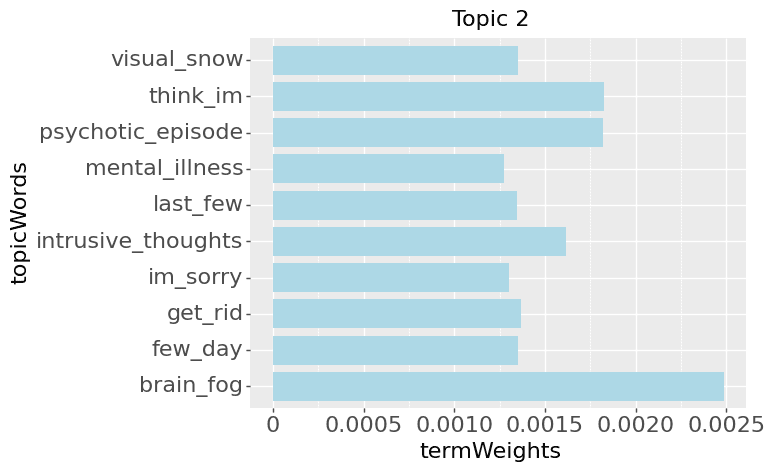 Topic 2
topicWords
visual_snow
think_im
psychotic_episode
mental_illness
last_few
intrusive_thoughts
im_sorry
get_rid
few_day
brain_fog
0 0.0005 0.0010 0.0015 0.0020 0.0025
termWeights